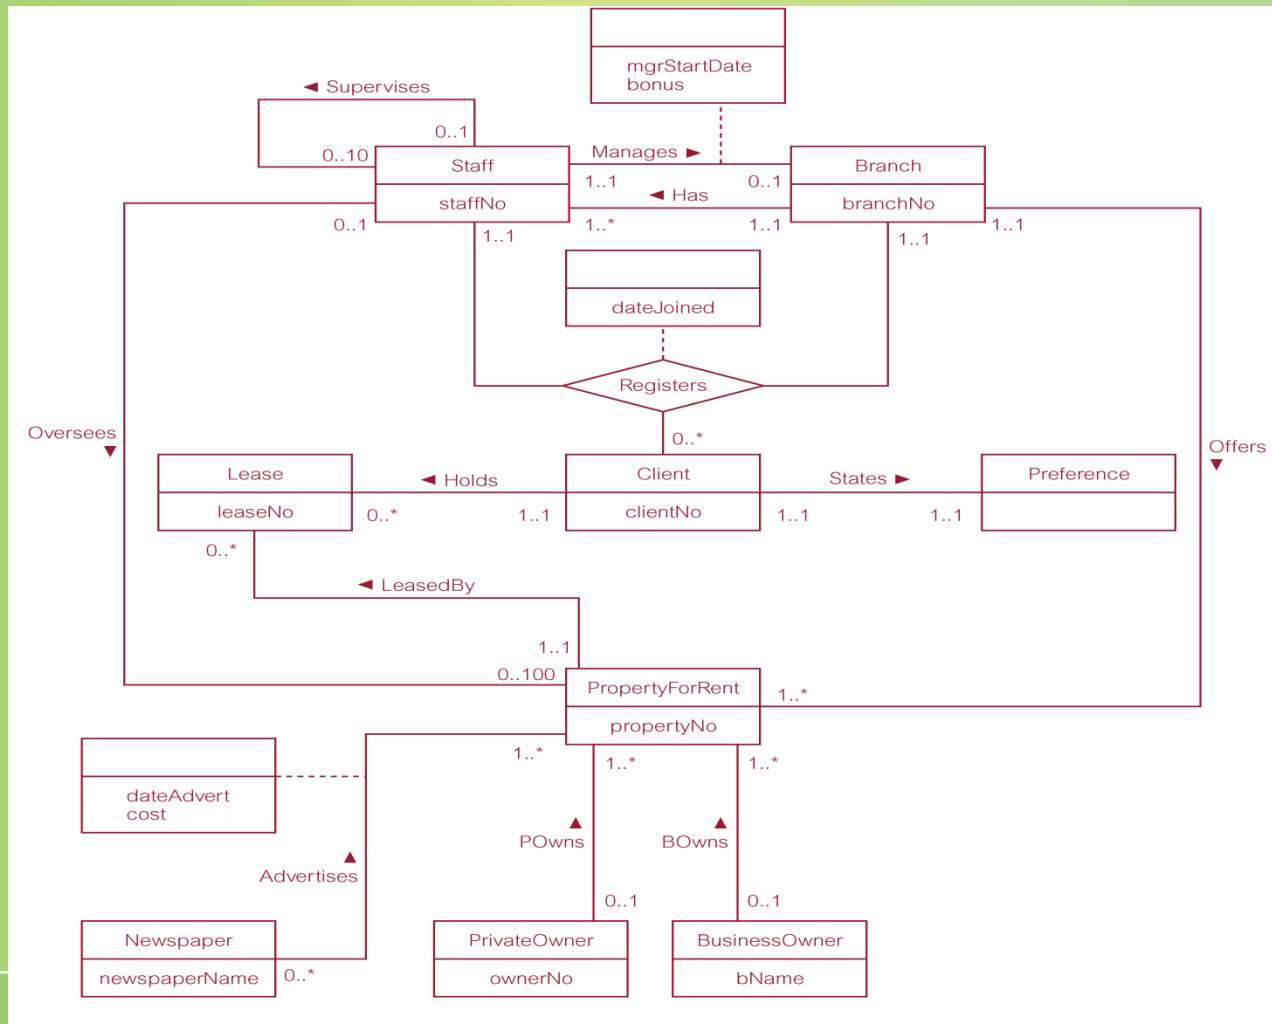 mgrStartDate
bonus
◄ Supervises
0..1
0..10
Staff
staffNo
Manages ►
1..1
0..1
Branch
branchNo
◄ Has
1..*
1..1
0..1
1..1
1..1
1..1
dateJoined
Registers
0..*
Oversees
▼
Offers
▼
Lease
leaseNo
◄ Holds
0..*
1..1
Client
clientNo
States ►
1..1
1..1
Preference
0..*
◄ LeasedBy
1..1
0..100
PropertyForRent
propertyNo
1..*
1..*
1..*
1..*
dateAdvert
cost
▲
Advertises
▲
POwns
▲
BOwns
0..1
0..1
Newspaper
newspaperName
0..*
PrivateOwner
ownerNo
BusinessOwner
bName